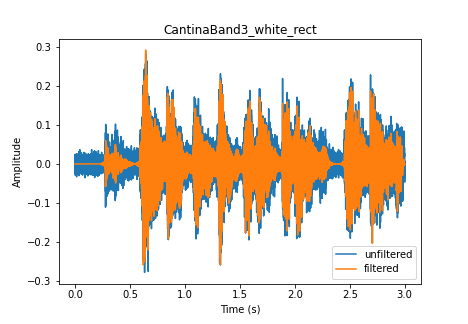 CantinaBand3_white_rect
0.3
0.2
0.1
0.0
−0.1
−0.2
−0.3
Amplitude
0.0
0.5
1.0
1.5
2.0
2.5
3.0
Time (s)
unfiltered
filtered